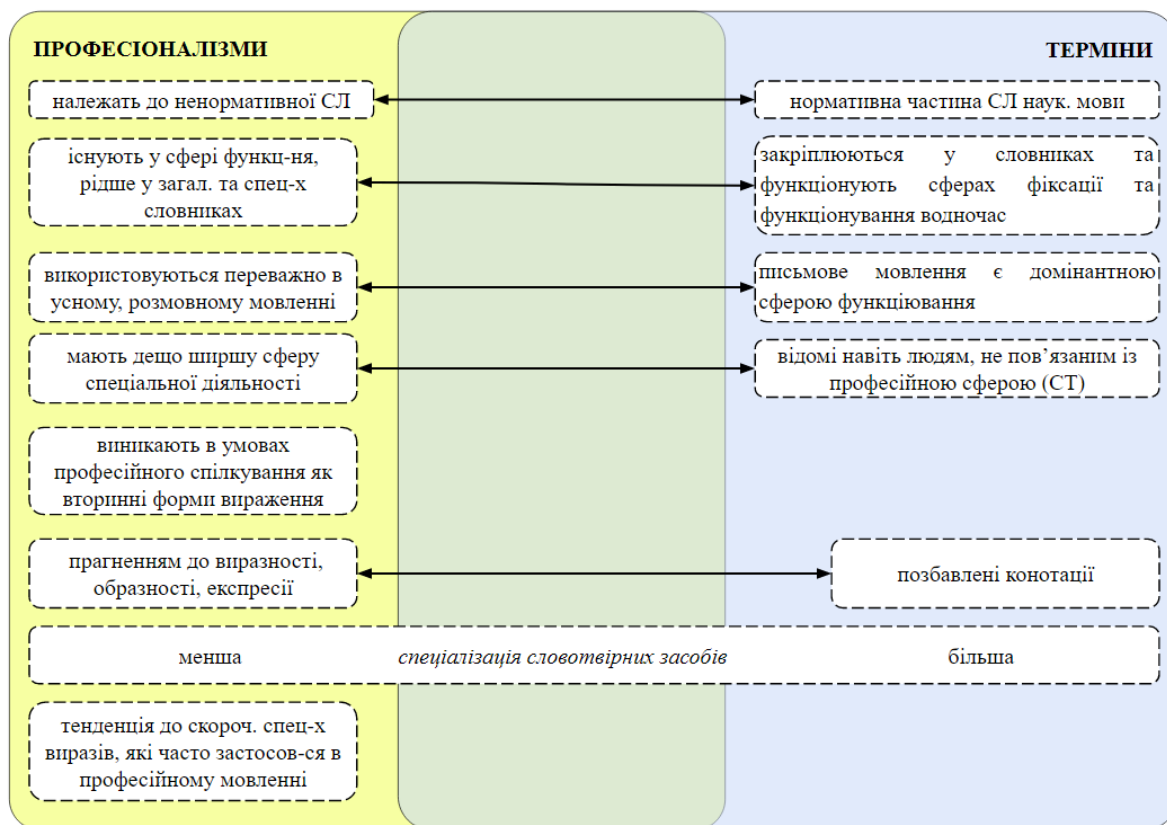 ПРОФЕСІОНАЛІЗМИ
ТЕРМІНИ
належать до ненормативної СЛ
нормативна частина СЛ наук. мови
існують у сфері функц-ня,
рідше у загал. та спец-х
словниках
закріплюються у словниках та
функціонують сферах фіксації та
функціонування водночас
використовуються переважно в
усному, розмовному мовленні
письмове мовлення є домінантною
сферою функціювання
мають дещо ширшу сферу
спеціальної діяльності
відомі навіть людям, не пов’язаним із
професійною сферою (СТ)
виникають в умовах
професійного спілкування як
вторинні форми вираження
прагненням до виразності,
образності, експресії
позбавлені конотації
менша спеціалізація словотвірних засобів більша
тенденція до скороч. спец-х
виразів, які часто застосов-ся в
професійному мовленні